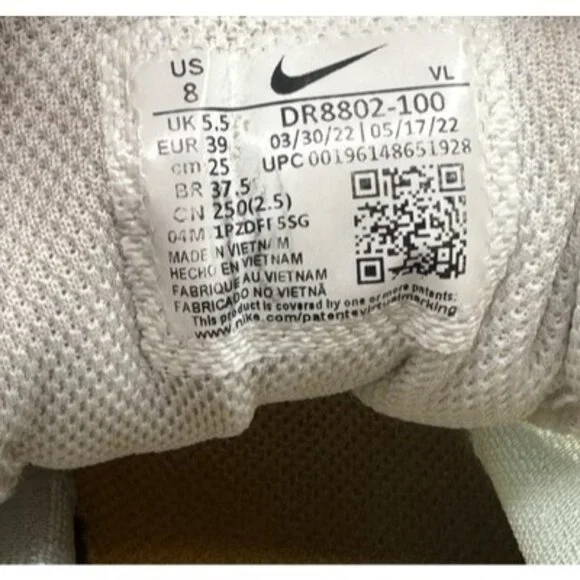 US
8
VL
DR8802-100
UK 5.5
03/30/22 | 05/17/22
EUR 39
UPC 00196148651928
cm 25
BR 37.5
CN 250(2.5)
04M 5SG
MADE IN VIETNAM
HECHO EN VIETNAM
FABRIQUE AU VIETNAM
FABRICADO NO VIETNÃ
This product is covered by one or more patents:
www.nike.com/patentsvirtualmarking